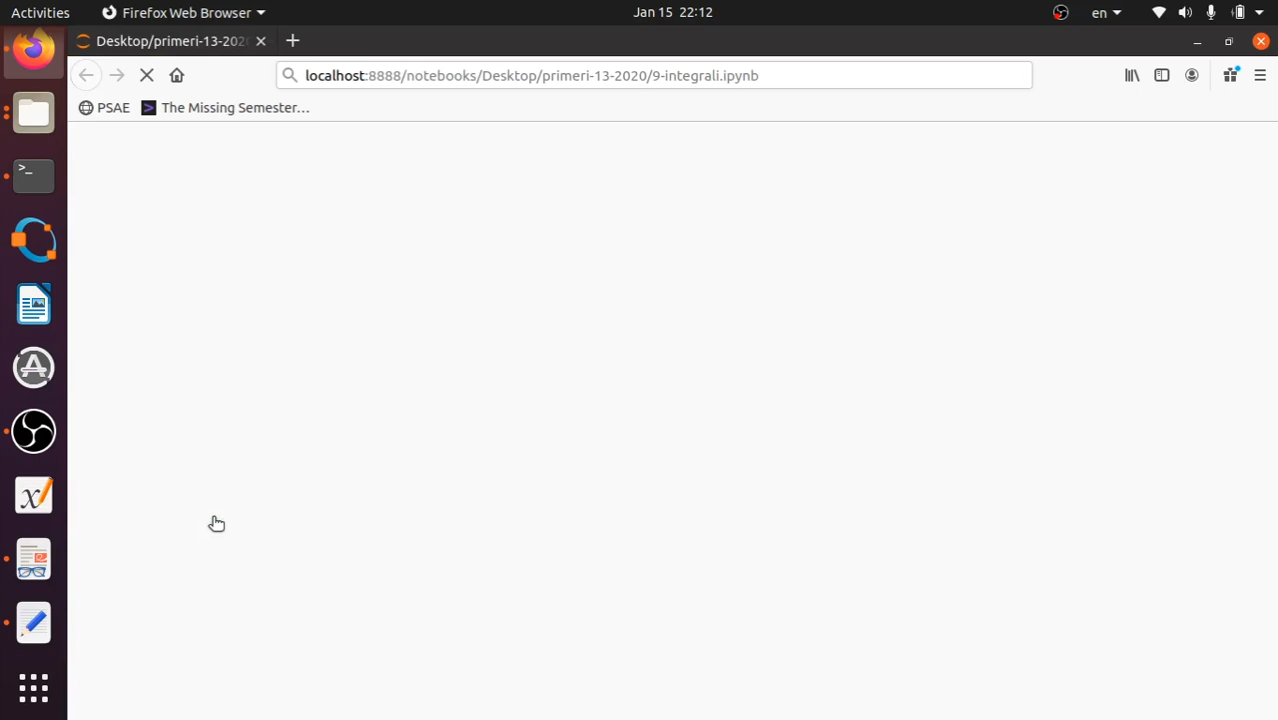 Activities
Firefox Web Browser
Jan 15 22:12
en
Desktop/primeri-13-202
localhost:8888/notebooks/Desktop/primeri-13-2020/9-integrali.ipynb
PSAE
The Missing Semester…